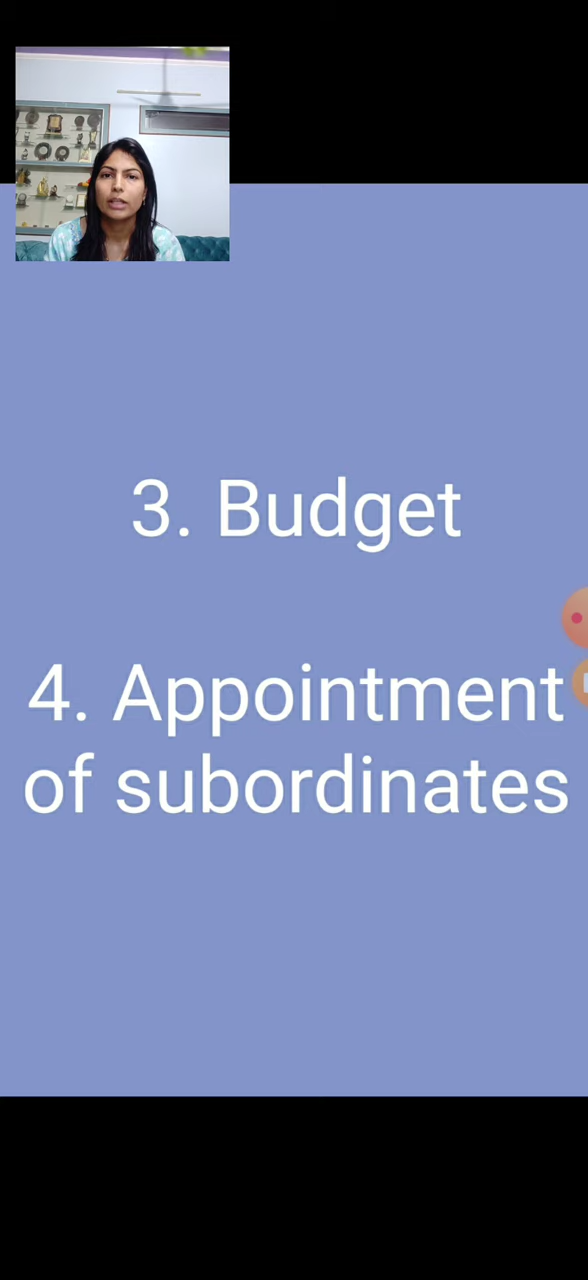 3. Budget
4. Appointment
of subordinates